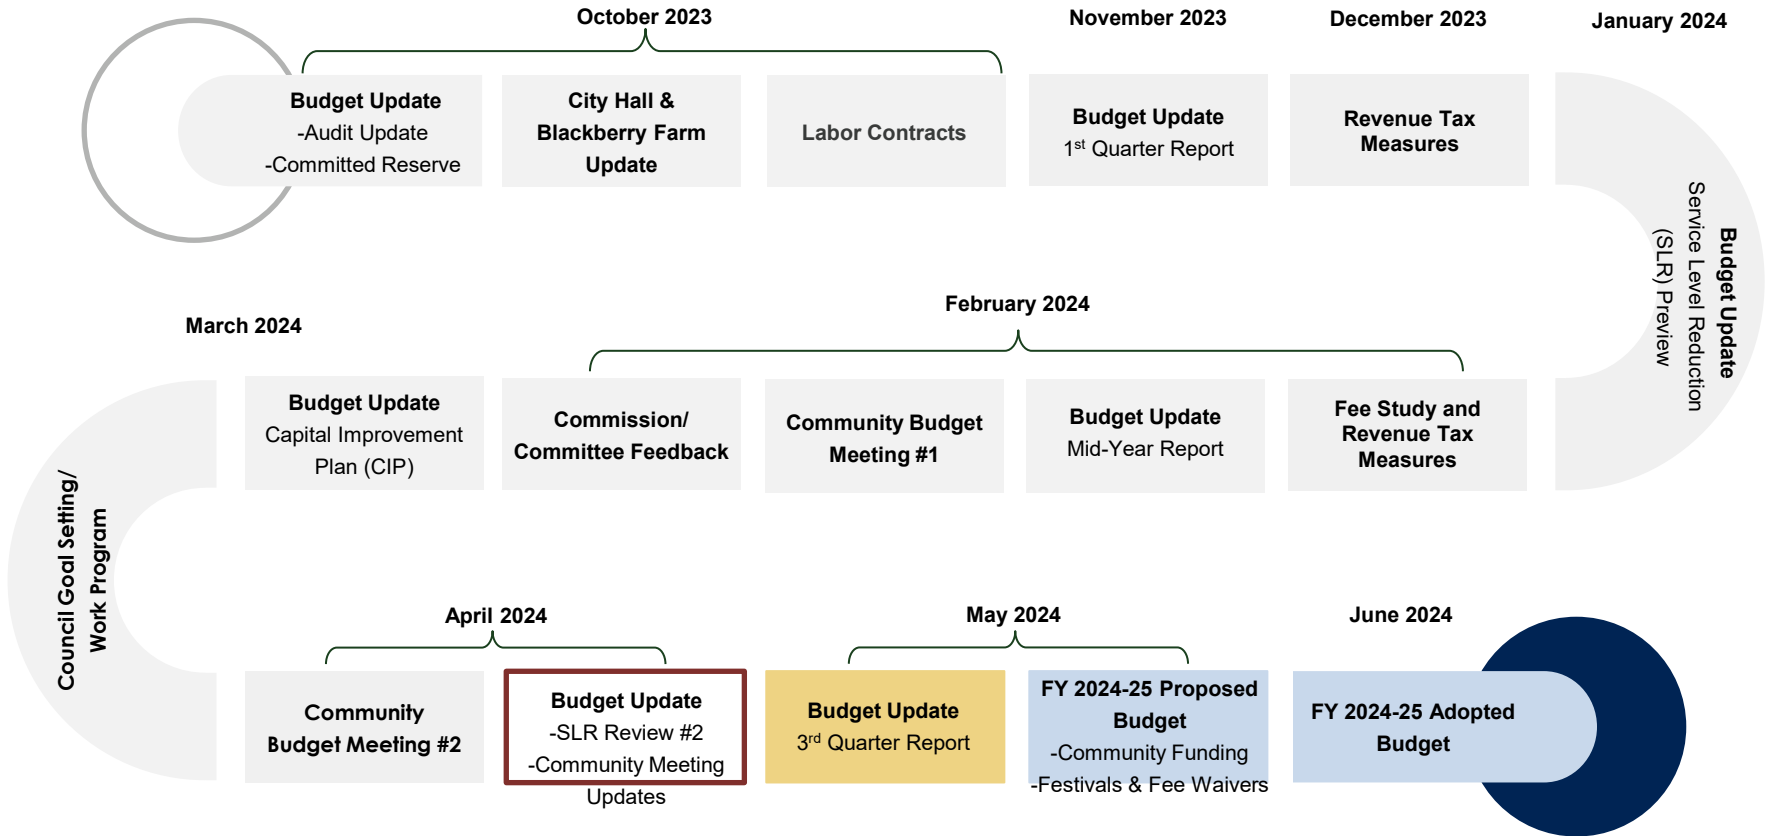 October 2023
November 2023
December 2023
January 2024
Budget Update
-Audit Update
-Committed Reserve
City Hall &
Blackberry Farm
Update
Labor Contracts
Budget Update
1st Quarter Report
Revenue Tax
Measures
Budget Update
Service Level Reduction
(SLR) Preview
February 2024
March 2024
Budget Update
Capital Improvement
Plan (CIP)
Commission/
Committee Feedback
Community Budget
Meeting #1
Budget Update
Mid-Year Report
Fee Study and
Revenue Tax
Measures
Council Goal Setting/
Work Program
April 2024
May 2024
June 2024
Community
Budget Meeting #2
Budget Update
-SLR Review #2
-Community Meeting
Updates
Budget Update
3rd Quarter Report
FY 2024-25 Proposed
Budget
-Community Funding
-Festivals & Fee Waivers
FY 2024-25 Adopted
Budget